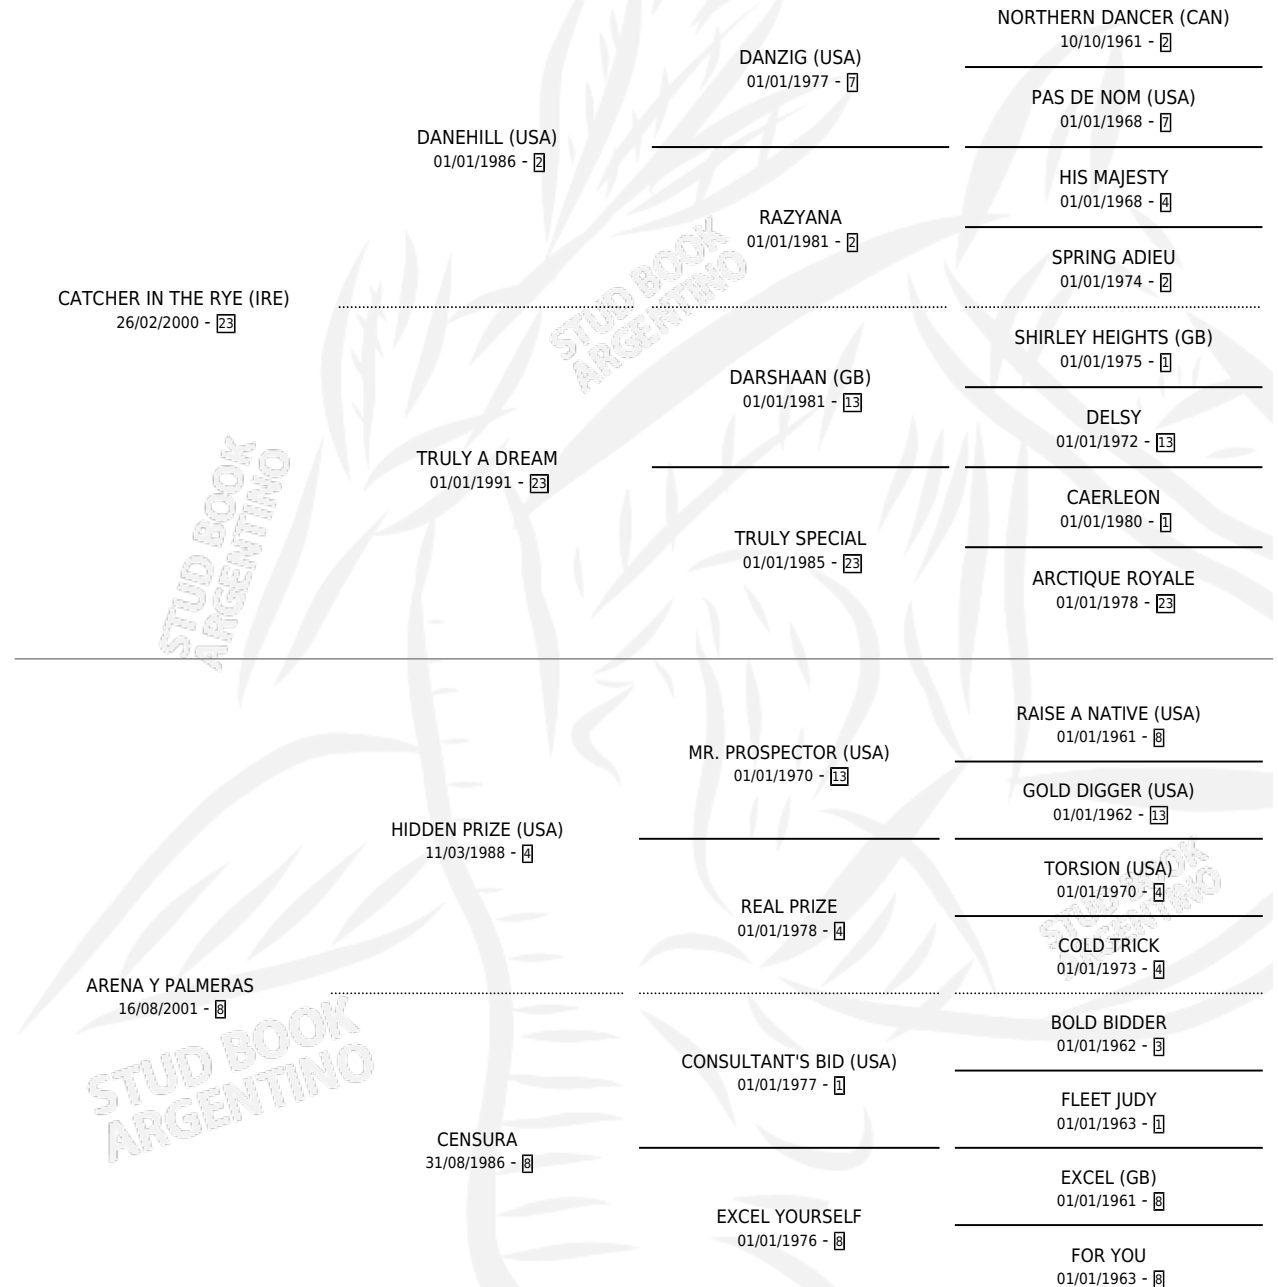 NORTHERN DANCER (CAN)
10/10/1961 - 2
DANZIG (USA)
01/01/1977 - 7
PAS DE NOM (USA)
01/01/1968 - 7
DANEHILL (USA)
01/01/1986 - 2
HIS MAJESTY
01/01/1968 - 4
RAZYANA
01/01/1981 - 2
SPRING ADIEU
01/01/1974 - 2
CATCHER IN THE RYE (IRE)
26/02/2000 - 23
SHIRLEY HEIGHTS (GB)
01/01/1975 - 1
DARSHAAN (GB)
01/01/1981 - 13
DELSY
01/01/1972 - 13
TRULY A DREAM
01/01/1991 - 23
CAERLEON
01/01/1980 - 1
TRULY SPECIAL
01/01/1985 - 23
ARCTIQUE ROYALE
01/01/1978 - 23
RAISE A NATIVE (USA)
01/01/1961 - 8
MR. PROSPECTOR (USA)
01/01/1970 - 13
GOLD DIGGER (USA)
01/01/1962 - 13
HIDDEN PRIZE (USA)
11/03/1988 - 4
TORSION (USA)
01/01/1970 - 4
REAL PRIZE
01/01/1978 - 4
COLD TRICK
01/01/1973 - 4
ARENA Y PALMERAS
16/08/2001 - 8
BOLD BIDDER
01/01/1962 - 3
CONSULTANT'S BID (USA)
01/01/1977 - 1
FLEET JUDY
01/01/1963 - 1
CENSURA
31/08/1986 - 8
EXCEL (GB)
01/01/1961 - 8
EXCEL YOURSELF
01/01/1976 - 8
FOR YOU
01/01/1963 - 8
STUD BOOK
ARGENTINO
STUD BOOK
ARGENTINO
STUD BOOK
ARGENTINO
STUD BOOK
ARGENTINO